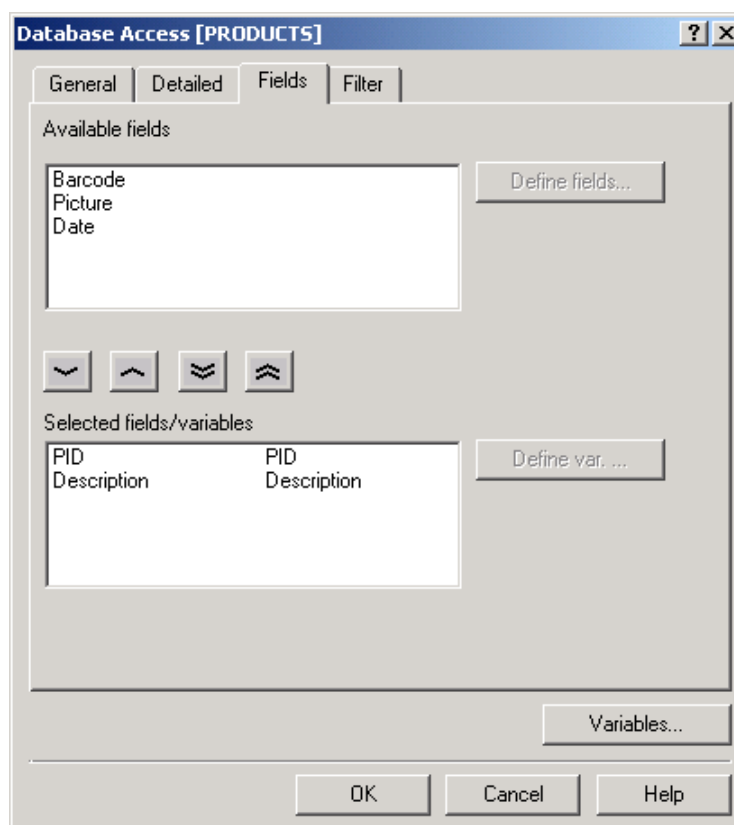 Database Access [PRODUCTS]
General Detailed Fields Filter
Available fields
Barcode
Picture
Date
Define fields...
Selected fields/variables
PID PID
Description Description
Define var. ...
Variables...
OK Cancel Help